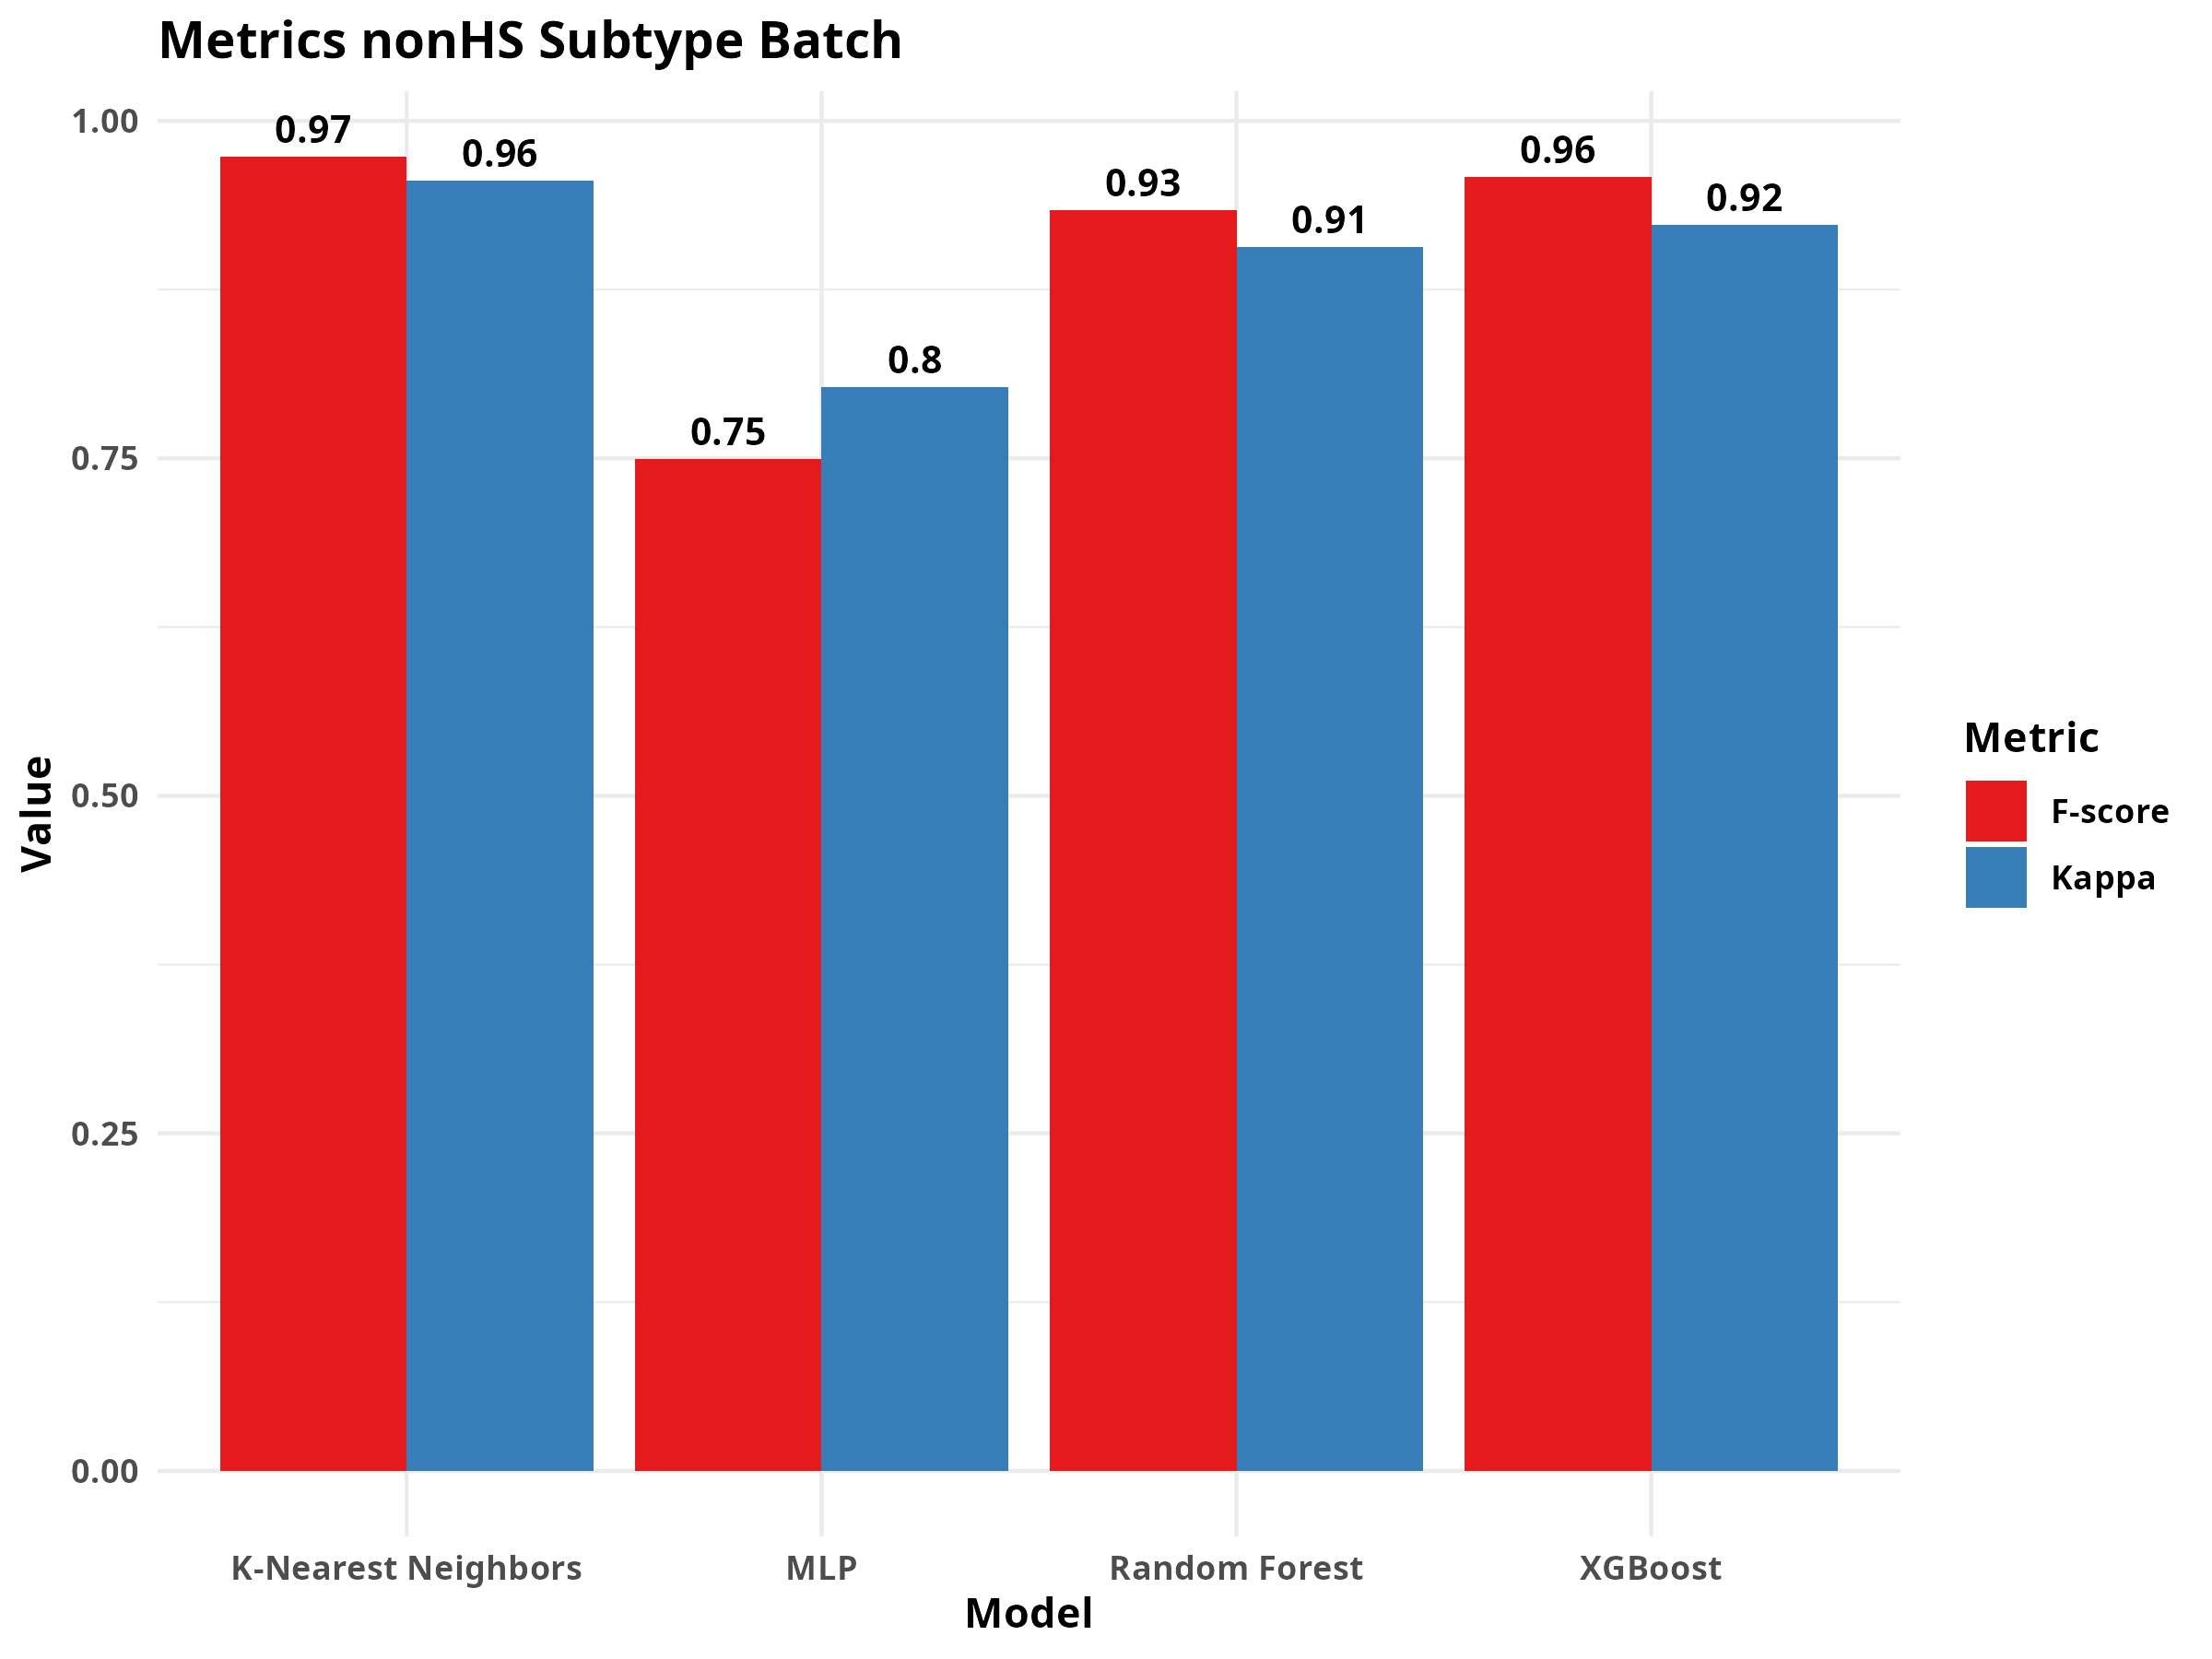 Metrics nonHS Subtype Batch
1.00
0.75
0.50
0.25
0.00
Value
0.97
0.96
0.75
0.8
0.93
0.91
0.96
0.92
K-Nearest Neighbors
MLP
Random Forest
XGBoost
Model
Metric
F-score
Kappa